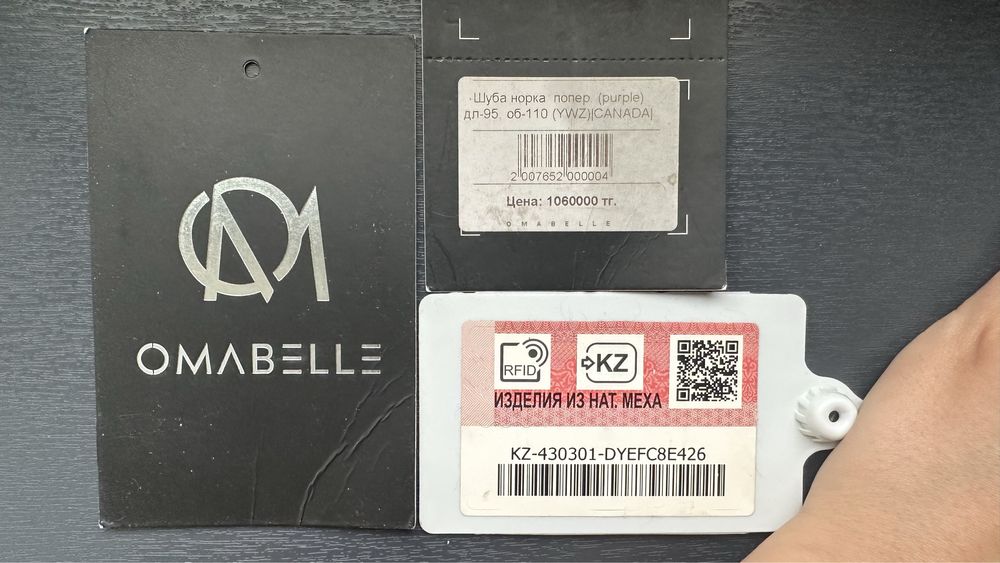 OMABELLE
Шуба норка попер. (purple)
дл-95, об-110 (YWZ)|CANADA|
2 007652 000004
Цена: 1060000 тг.
OMABELLE
RFID
KZ
ИЗДЕЛИЯ ИЗ НАТ. МЕХА
KZ-430301-DYEFC8E426